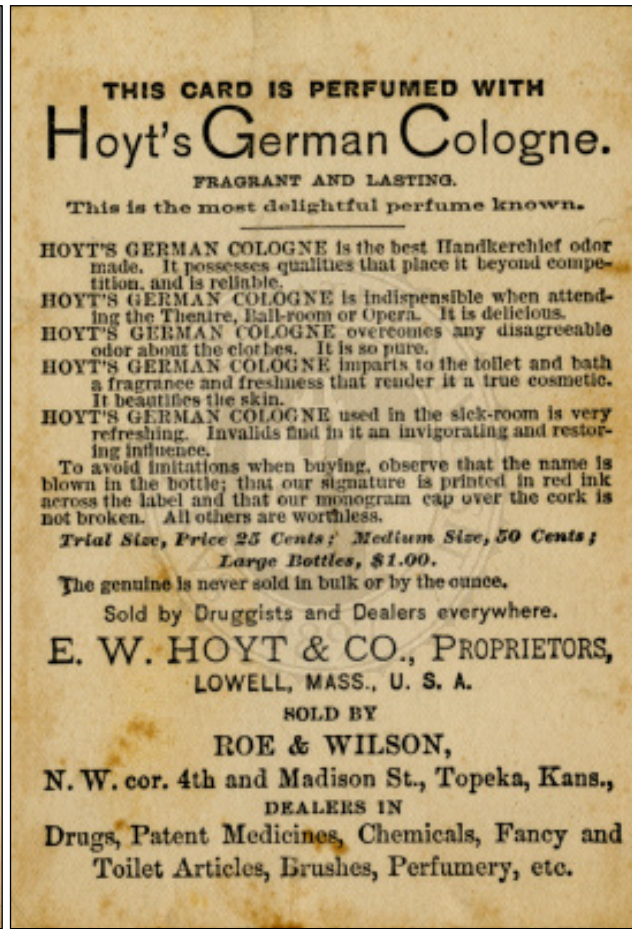 THIS CARD IS PERFUMED WITH
Hoyt's German Cologne.
FRAGRANT AND LASTING.
This is the most delightful perfume known.
HOYT'S GERMAN COLOGNE is the best Handkerchief odor
made. It possesses qualities that place it beyond compe-
tition, and is reliable.
HOYT'S GERMAN COLOGNE is indispensible when attend-
ing the Theatre, Ball-room or Opera. It is delicious.
HOYT'S GERMAN COLOGNE overcomes any disagreeable
odor about the clothes. It is so pure.
HOYT'S GERMAN COLOGNE imparts to the toilet and bath
a fragrance and freshness that render it a true cosmetic.
It beautifies the skin.
HOYT'S GERMAN COLOGNE used in the sick-room is very
refreshing. Invalids find in it an invigorating and restor-
ing influence.
To avoid imitations when buying, observe that the name is
blown in the bottle; that our signature is printed in red ink
across the label and that our monogram cap over the cork is
not broken. All others are worthless.
Trial Size, Price 25 Cents; Medium Size, 50 Cents;
Large Bottles, $1.00.
The genuine is never sold in bulk or by the ounce.
Sold by Druggists and Dealers everywhere.
E. W. HOYT & CO., PROPRIETORS,
LOWELL, MASS., U. S. A.
SOLD BY
ROE & WILSON,
N. W. cor. 4th and Madison St., Topeka, Kans.,
DEALERS IN
Drugs, Patent Medicines, Chemicals, Fancy and
Toilet Articles, Brushes, Perfumery, etc.